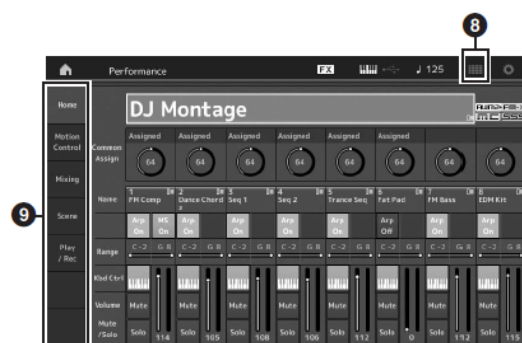 8
Performance FX 125
9
Home
Motion Control
Mixing
Scene
Play / Rec
DJ Montage
Common Assign
Assigned Assigned Assigned Assigned Assigned Assigned
64 64 64 64 64 64 64 64
Name
1 FM Comp
2 Dance Chord 2
3 Seq 1
4 Seq 2
5 Trance Seq
6 Fat Pad
7 FM Bass
8 EDM Kit
Arp On MS On Arp On Arp On Arp On Arp On Arp Off Arp On Arp On
Range C -2 G 8 C -2 G 8 C -2 G 8 C -2 G 8 C -2 G 8 C -2 G 8 C -2 G 8 C -2 G 8
Kbd Ctrl
Volume Mute Mute Mute Mute Mute Mute Mute Mute
Mute /Solo Solo 114 Solo 105 Solo 108 Solo 106 Solo 112 Solo 0 Solo 112 Solo 115